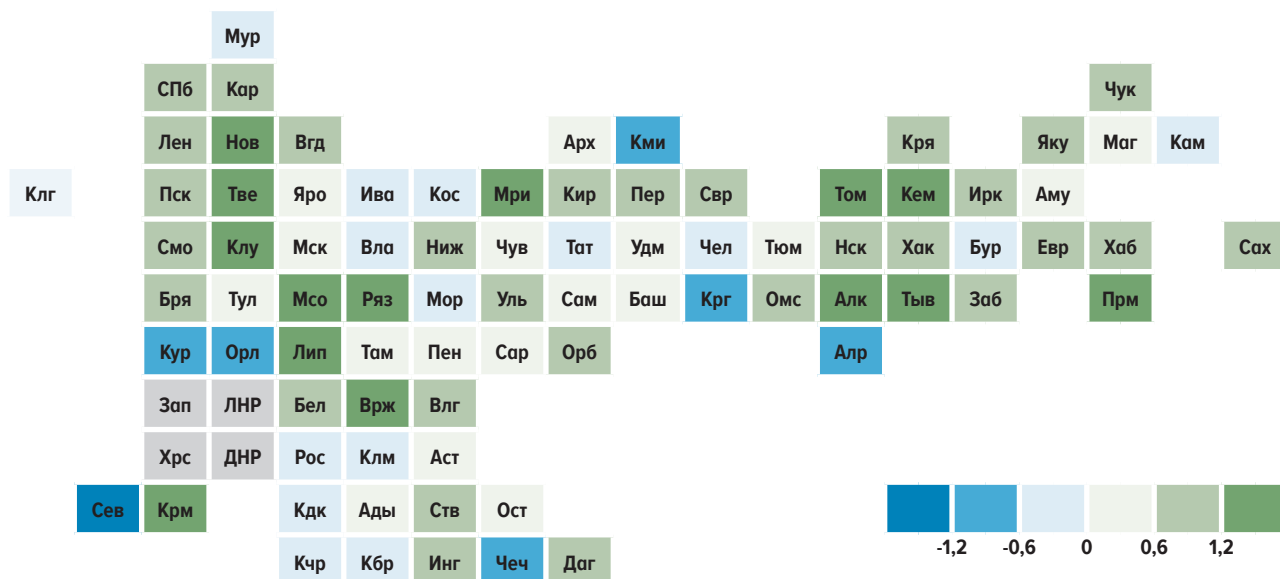 Мур
СПб Кар Чук
Лен Нов Вгд Арх Кми Кря Яку Маг Кам
Клг Пск Тве Яро Ива Кос Мри Кир Пер Свр Том Кем Ирк Аму
Смо Клу Мск Вла Ниж Чув Тат Удм Чел Тюм Нск Хак Бур Евр Хаб Сах
Бря Тул Мсо Ряз Мор Уль Сам Баш Крг Омс Алк Тыв Заб Прм
Кур Орл Лип Там Пен Сар Орб Алр
Зап ЛНР Бел Врж Влг
Хрс ДНР Рос Клм Аст
Сев Крм Кдк Ады Ств Ост
-1,2 -0,6 0 0,6 1,2
Кчр Кбр Инг Чеч Даг